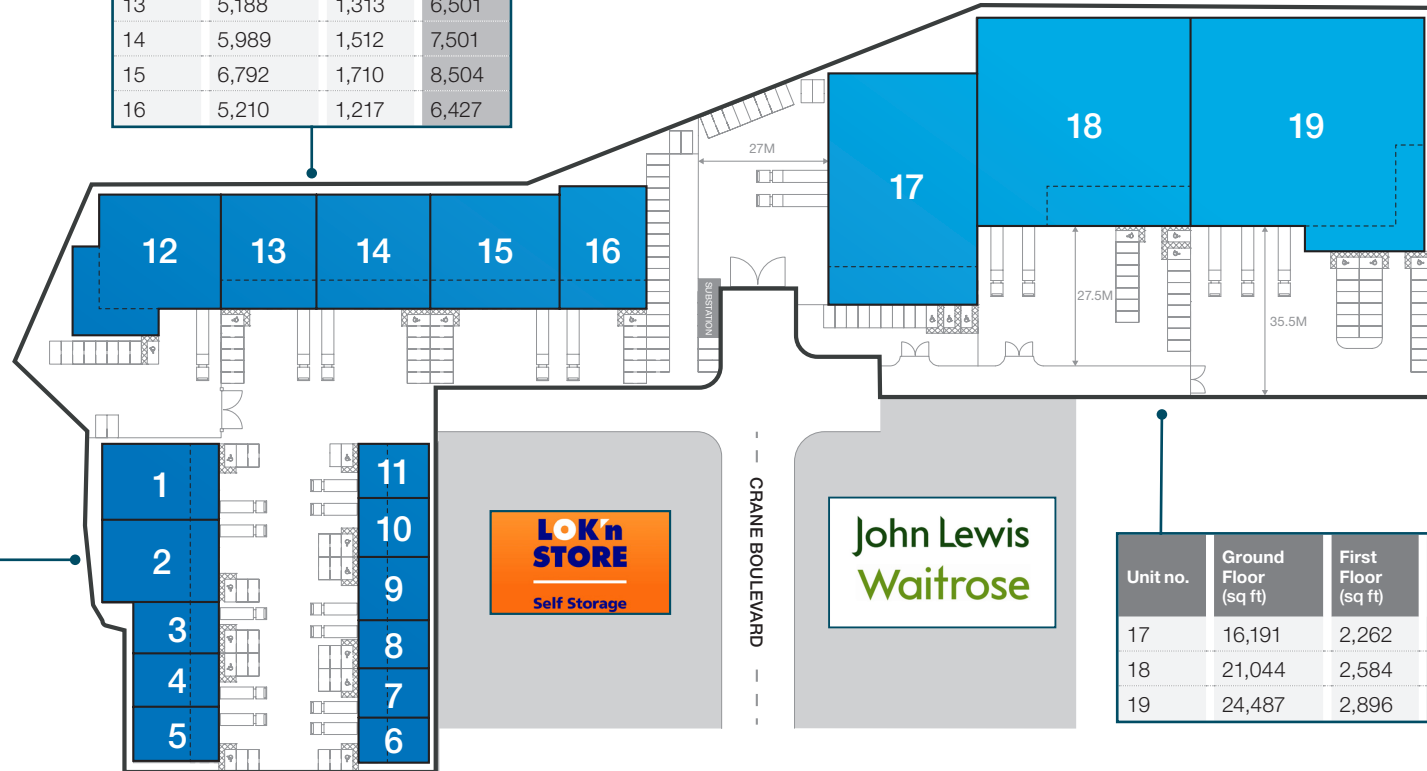 13 5,188 1,313 6,501
14 5,989 1,512 7,501
15 6,792 1,710 8,504
16 5,210 1,217 6,427
27M
17
18
19
12
13
14
15
16
SUBSTATION
27.5M
35.5M
1
2
3
4
5
11
10
9
8
7
6
LOK'n
STORE
Self Storage
CRANE BOULEVARD
John Lewis
Waitrose
Unit no. Ground Floor (sq ft) First Floor (sq ft)
17 16,191 2,262
18 21,044 2,584
19 24,487 2,896